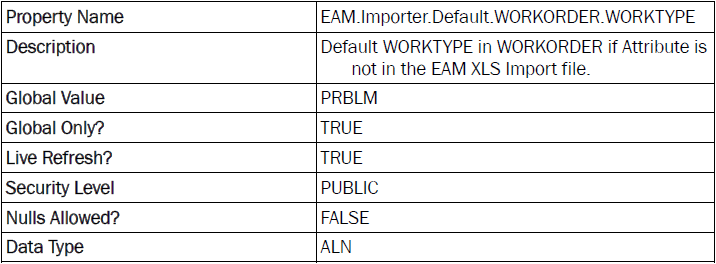 Property Name EAM.Importer.Default.WORKORDER.WORKTYPE
Description Default WORKTYPE in WORKORDER if Attribute is
not in the EAM XLS Import file.
Global Value PRBLM
Global Only? TRUE
Live Refresh? TRUE
Security Level PUBLIC
Nulls Allowed? FALSE
Data Type ALN